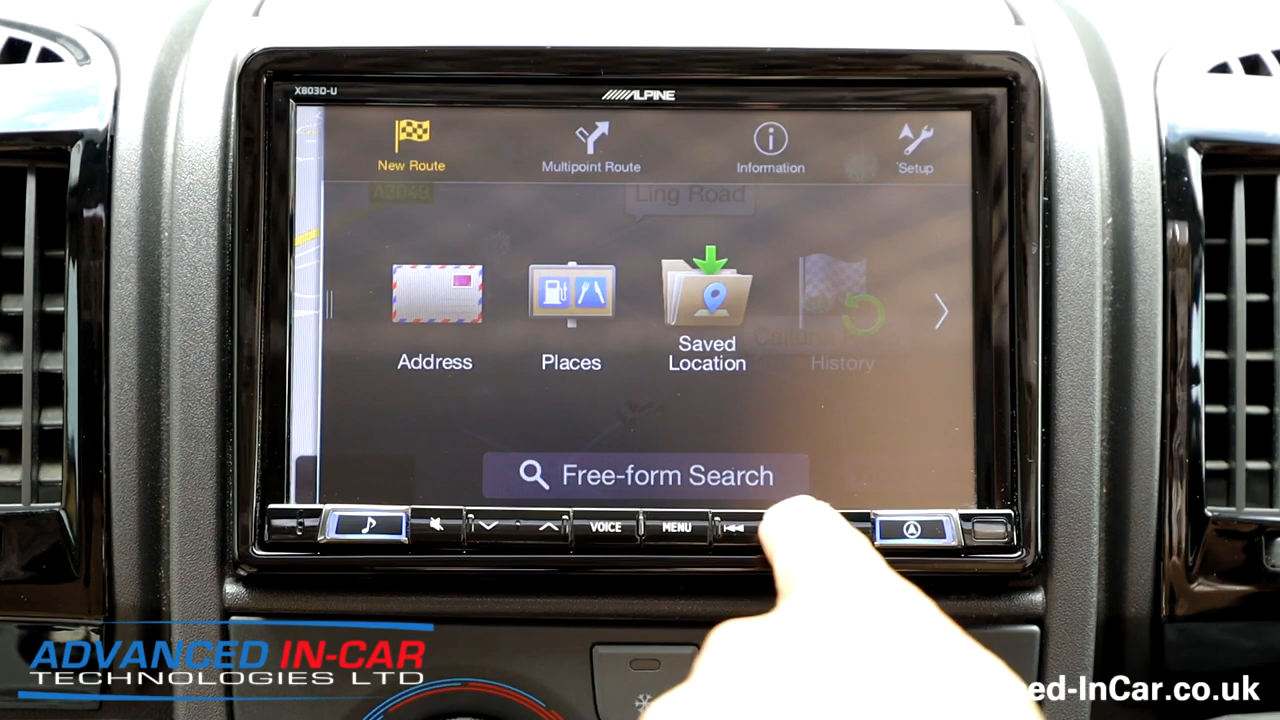 X803D-U
ALPINE
New Route
Multipoint Route
Information
Setup
A3049
Ling Road
Address
Places
Saved
Location
History
Free-form Search
VOICE
MENU
ADVANCED IN-CAR
TECHNOLOGIES LTD
ed-InCar.co.uk